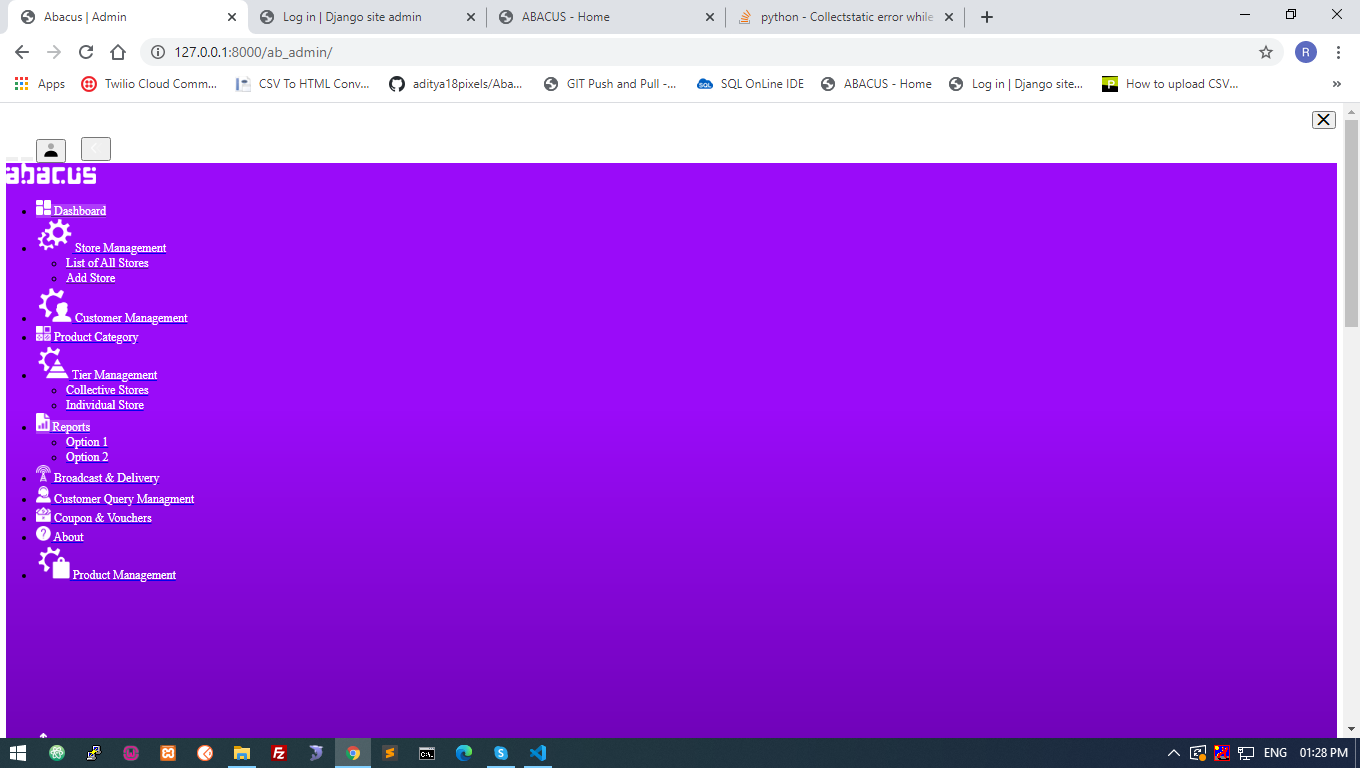 Abacus | Admin
Log in | Django site admin
ABACUS - Home
python - Collectstatic error while
127.0.0.1:8000/ab_admin/
R
Apps
Twilio Cloud Comm...
CSV To HTML Conv...
aditya18pixels/Aba...
GIT Push and Pull -...
SQL OnLine IDE
ABACUS - Home
Log in | Django site...
How to upload CSV...
abacus
Dashboard
Store Management
List of All Stores
Add Store
Customer Management
Product Category
Tier Management
Collective Stores
Individual Store
Reports
Option 1
Option 2
Broadcast & Delivery
Customer Query Managment
Coupon & Vouchers
About
Product Management
ENG
01:28 PM